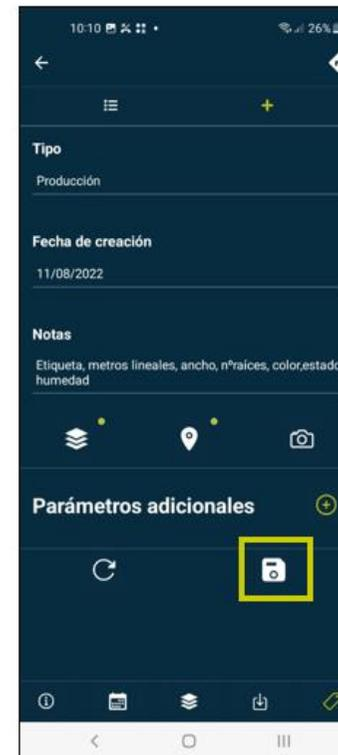 10:10
26%
Tipo
Producción
Fecha de creación
11/08/2022
Notas
Etiqueta, metros lineales, ancho, nºraíces, color,estado
humedad
Parámetros adicionales